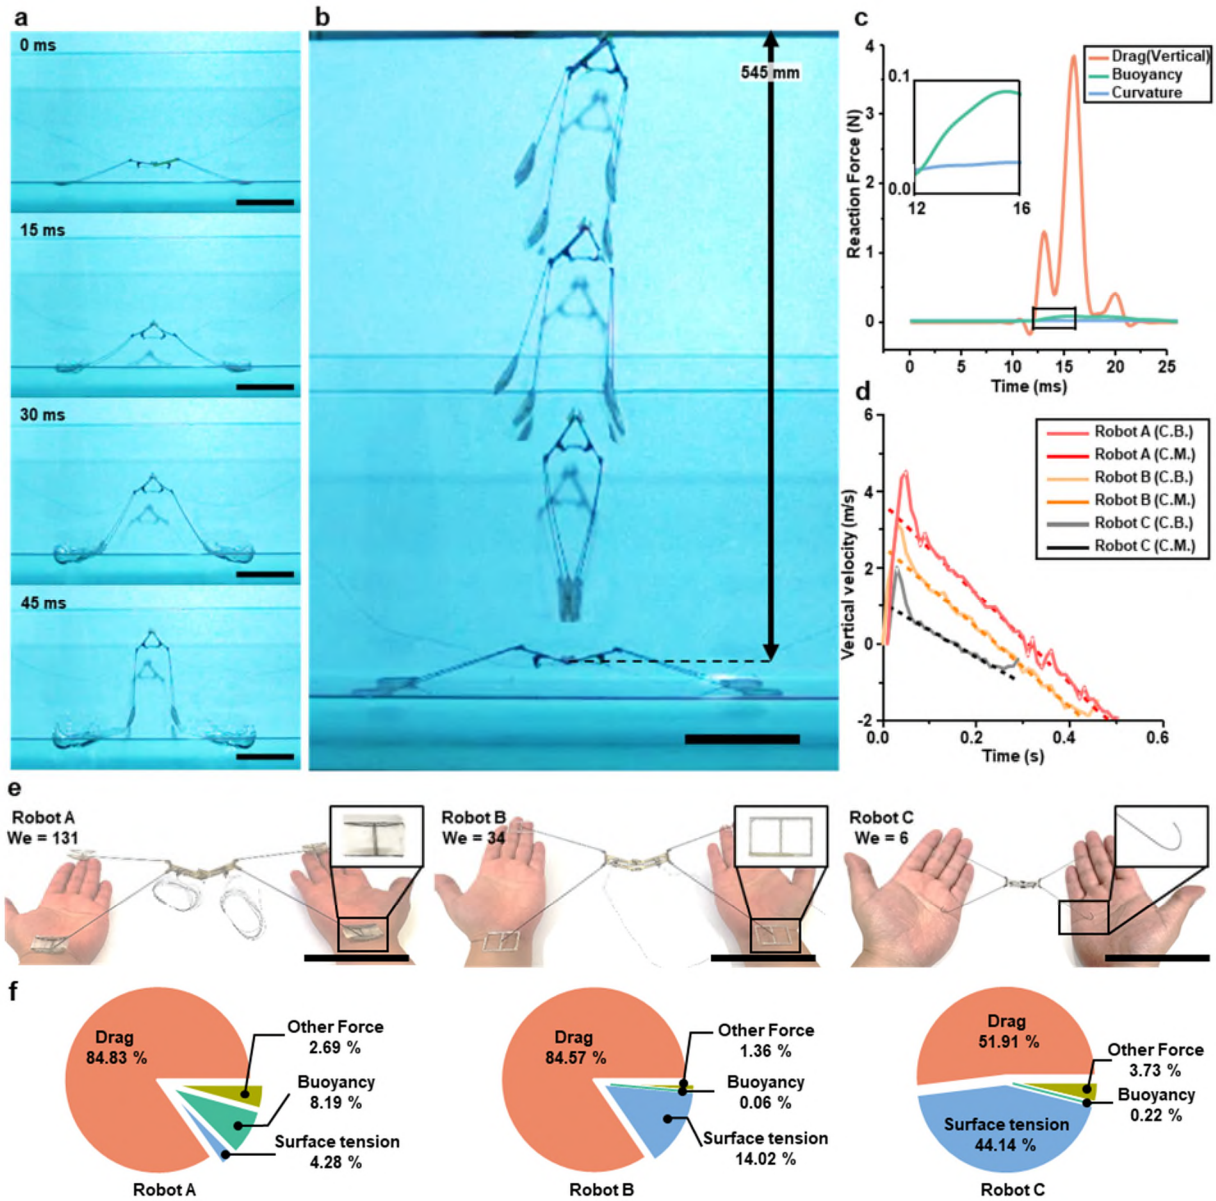 a
0 ms
15 ms
30 ms
45 ms
b
545 mm
c
Reaction Force (N)
4
3
2
1
0
0.1
0.0
12
16
Drag(Vertical)
Buoyancy
Curvature
0
5
10
15
20
25
Time (ms)
d
Vertical velocity (m/s)
6
4
2
0
-2
Robot A (C.B.)
Robot A (C.M.)
Robot B (C.B.)
Robot B (C.M.)
Robot C (C.B.)
Robot C (C.M.)
0.0
0.2
0.4
0.6
Time (s)
e
Robot A
We = 131
Robot B
We = 34
Robot C
We = 6
f
Drag
84.83 %
Other Force
2.69 %
Buoyancy
8.19 %
Surface tension
4.28 %
Robot A
Drag
84.57 %
Other Force
1.36 %
Buoyancy
0.06 %
Surface tension
14.02 %
Robot B
Drag
51.91 %
Other Force
3.73 %
Buoyancy
0.22 %
Surface tension
44.14 %
Robot C